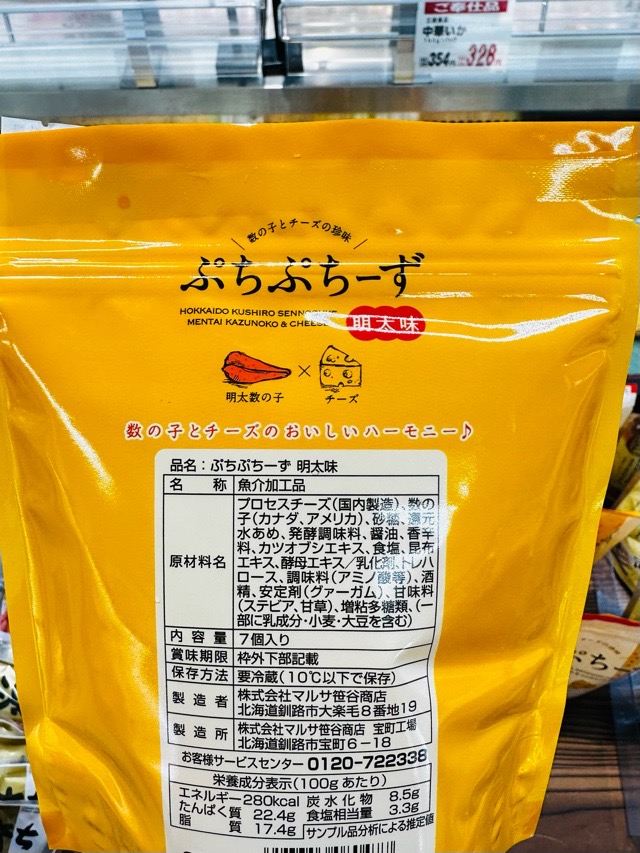 ご奉仕品
中華いか
354円 328
数の子とチーズの珍味
ぷちぷちーず
HOKKAIDO KUSHIRO
MENTAI KAZUNOKO & CHEESE
明太味
明太数の子 × チーズ
数の子とチーズのおいしいハーモニー♪
品名：ぷちぷちーず 明太味
名 称 魚介加工品
原材料名
プロセスチーズ(国内製造)、数の
子(カナダ、アメリカ)、砂糖、還元
水あめ、発酵調味料、醤油、香辛
料、カツオブシエキス、食塩、昆布
エキス、酵母エキス／乳化剤、トレハ
ロース、調味料(アミノ酸等)、酒
精、安定剤(グァーガム)、甘味料
(ステビア、甘草)、増粘多糖類、(一
部に乳成分・小麦・大豆を含む)
内 容 量 7個入り
賞味期限 枠外下部記載
保存方法 要冷蔵(10℃以下で保存)
製 造 者 株式会社マルサ笹谷商店
北海道釧路市大楽毛8番地19
製 造 所 株式会社マルサ笹谷商店 宝町工場
北海道釧路市宝町6－18
お客様サービスセンター 0120-722338
栄養成分表示(100gあたり)
エネルギー 280kcal 炭水化物 8.5g
たんぱく質 22.4g 食塩相当量 3.3g
脂 質 17.4g サンプル品分析による推定値
ぷち